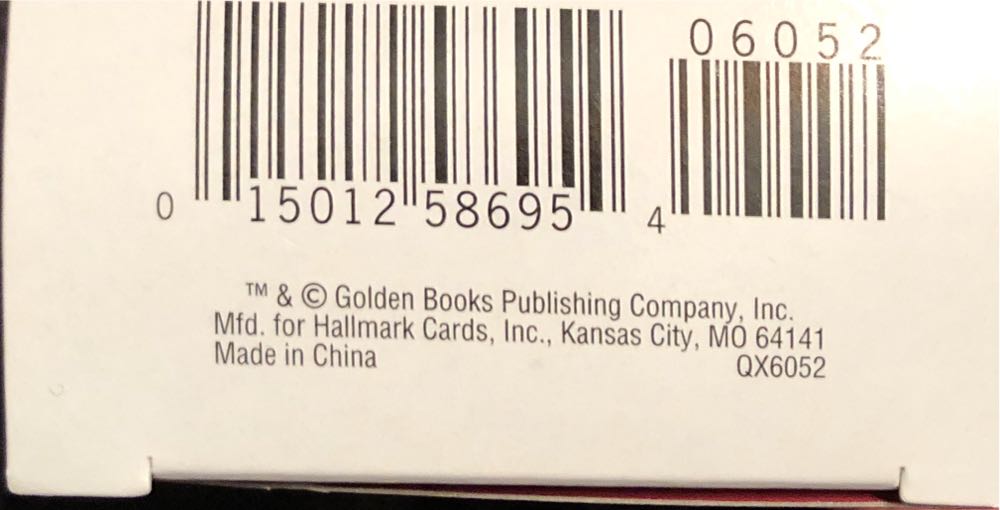 06052
0 15012 58695 4
™ & © Golden Books Publishing Company, Inc.
Mfd. for Hallmark Cards, Inc., Kansas City, MO 64141
Made in China QX6052